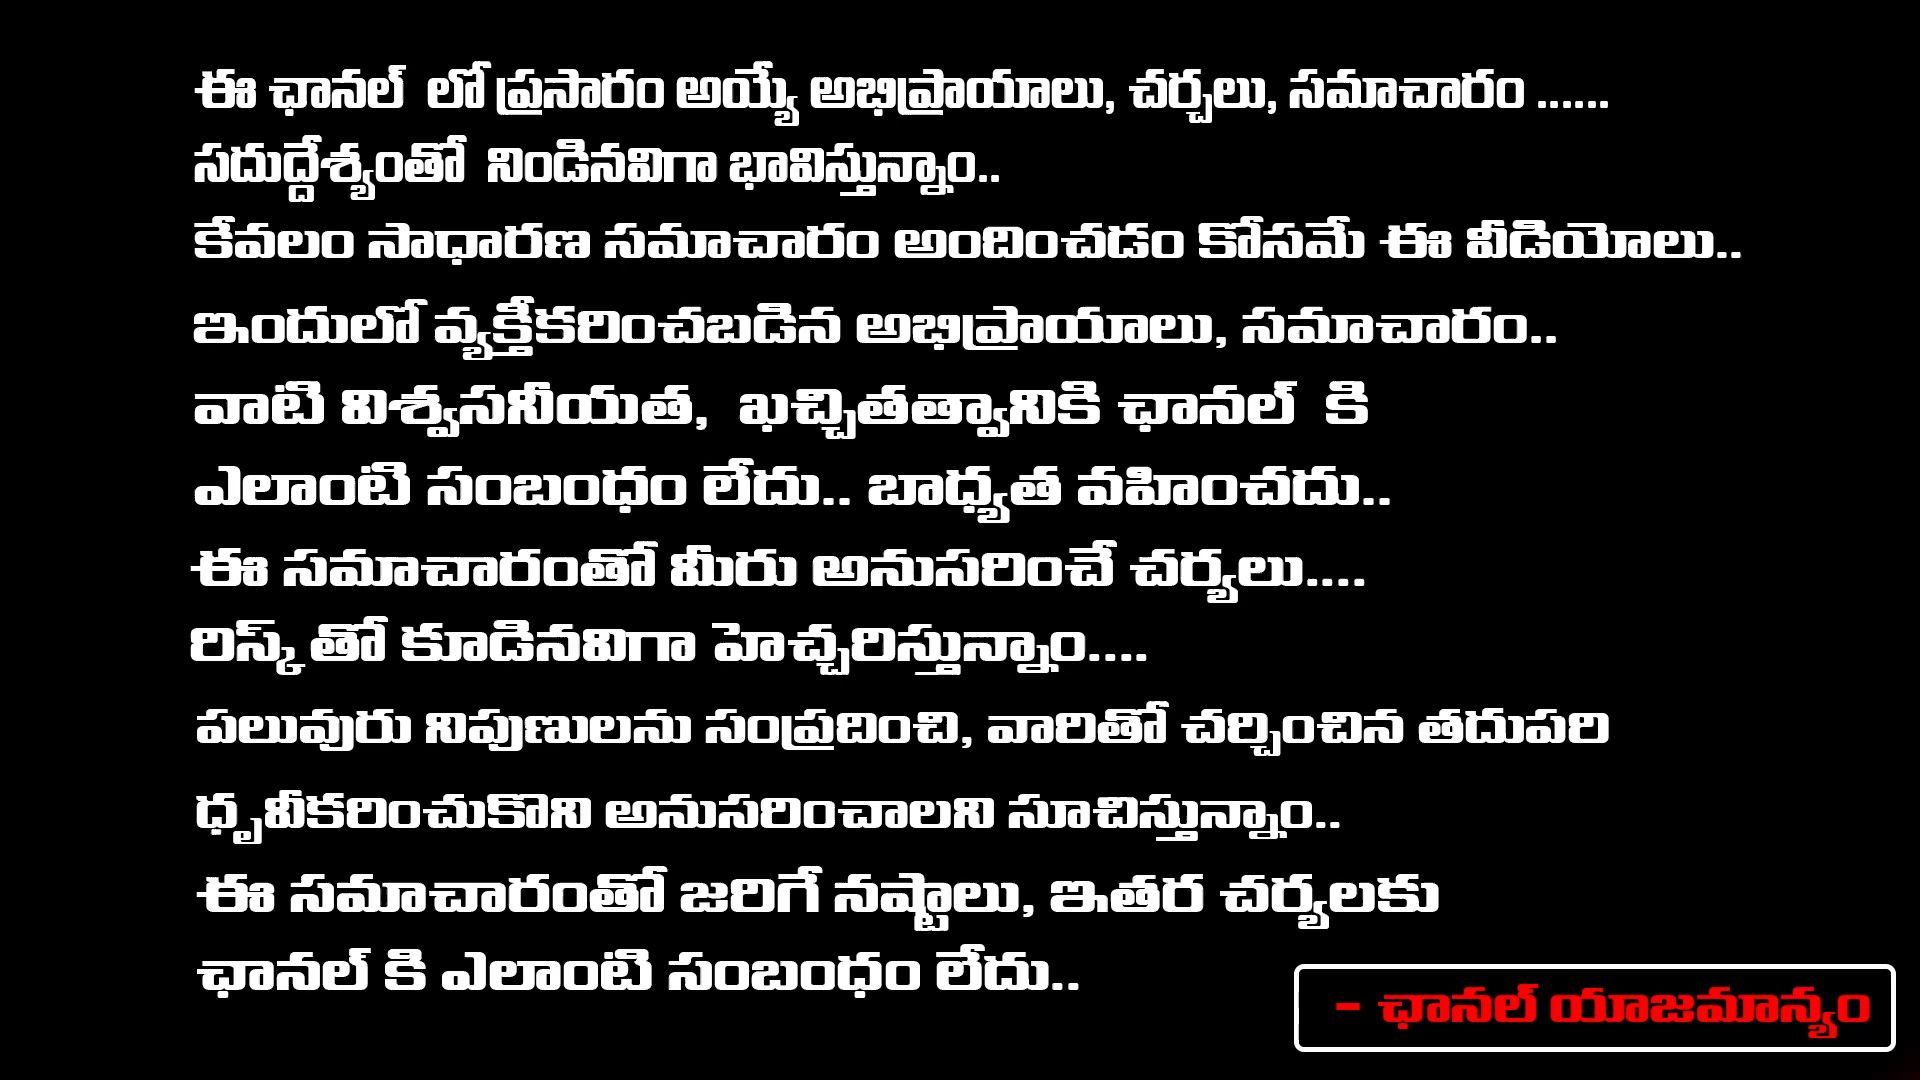 ఈ ఛానల్ లో ప్రసారం అయ్యే అభిప్రాయాలు, చర్చలు, సమాచారం ......
సదుద్దేశ్యంతో నిండినవిగా భావిస్తున్నాం..
కేవలం సాధారణ సమాచారం అందించడం కోసమే ఈ వీడియోలు..
ఇందులో వ్యక్తీకరించబడిన అభిప్రాయాలు, సమాచారం..
వాటి విశ్వసనీయత, ఖచ్చితత్వానికి ఛానల్ కి
ఎలాంటి సంబంధం లేదు.. బాధ్యత వహించదు..
ఈ సమాచారంతో మీరు అనుసరించే చర్యలు....
రిస్క్ తో కూడినవిగా హెచ్చరిస్తున్నాం....
పలువురు నిపుణులను సంప్రదించి, వారితో చర్చించిన తదుపరి
ధృవీకరించుకొని అనుసరించాలని సూచిస్తున్నాం..
ఈ సమాచారంతో జరిగే నష్టాలు, ఇతర చర్యలకు
ఛానల్ కి ఎలాంటి సంబంధం లేదు..
- ఛానల్ యాజమాన్యం